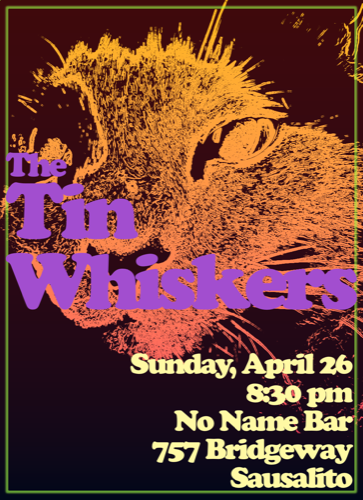 The
Tin
Whiskers
Sunday, April 26
8:30 pm
No Name Bar
757 Bridgeway
Sausalito